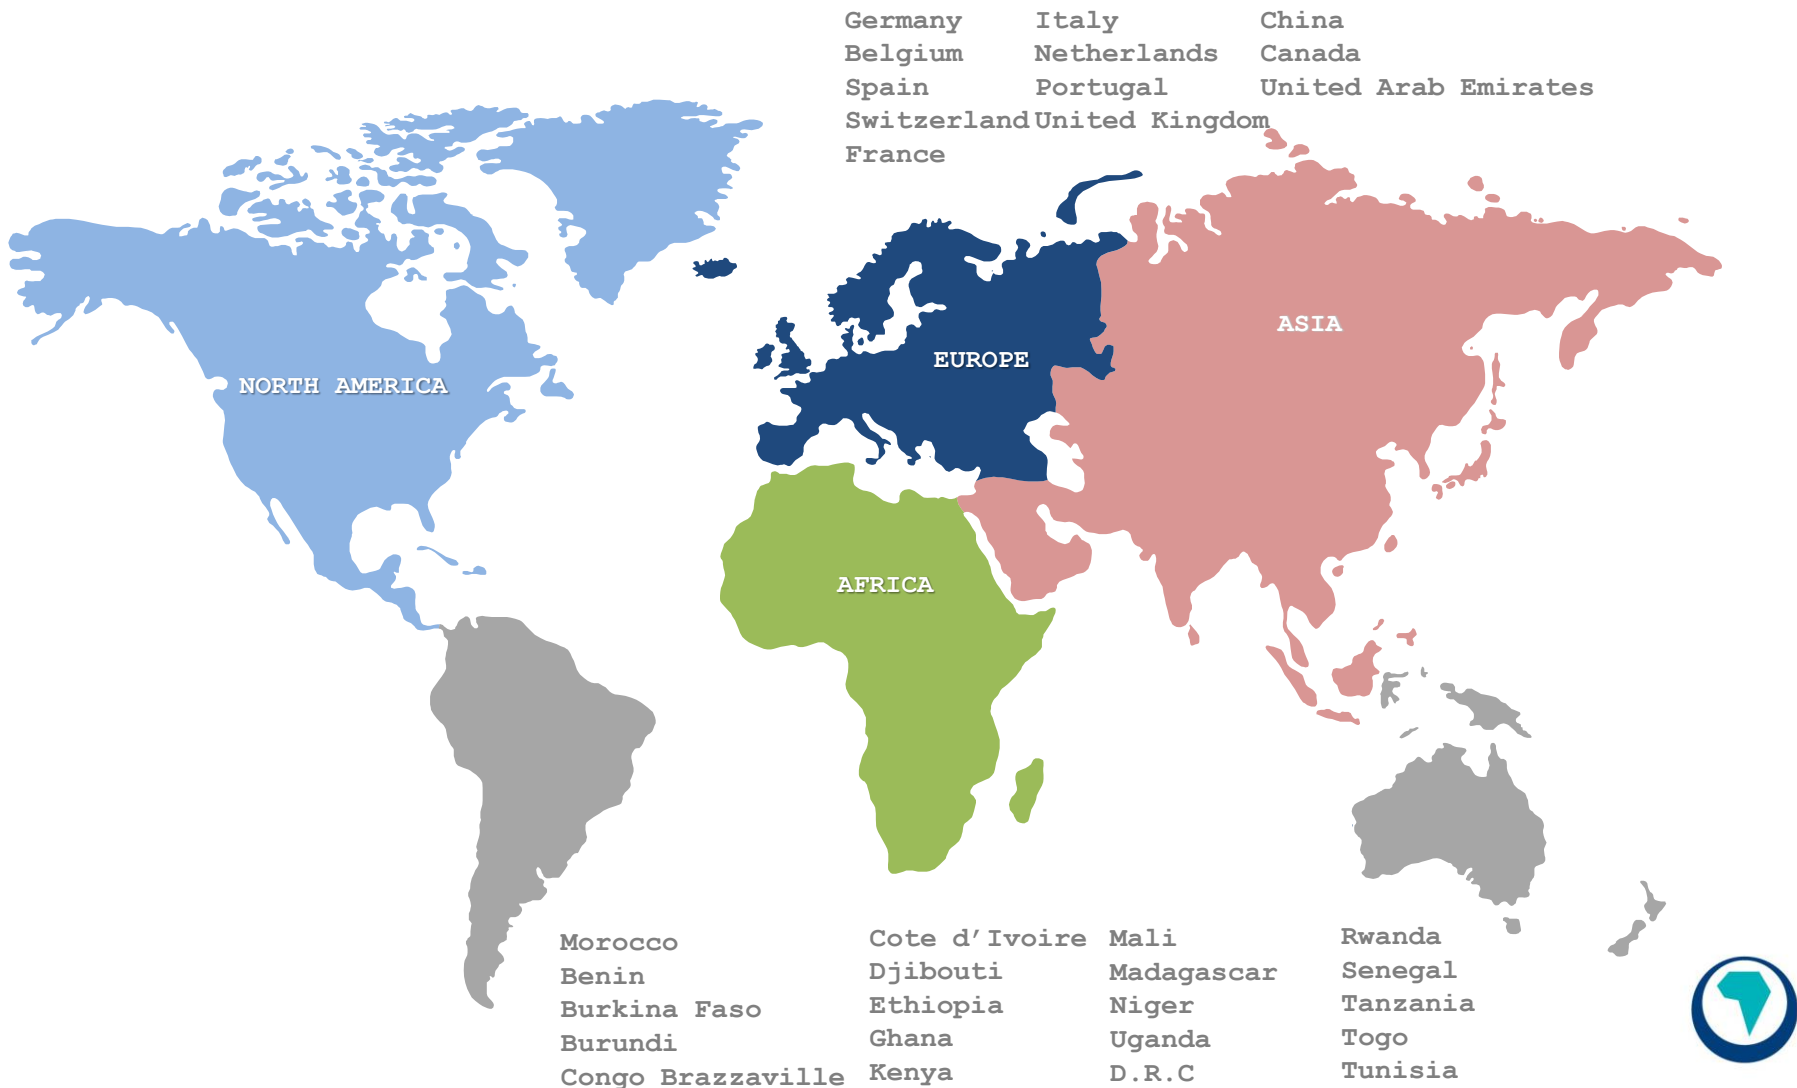 Germany
Belgium
Spain
Switzerland
France
Italy
Netherlands
Portugal
United Kingdom
China
Canada
United Arab Emirates
NORTH AMERICA
EUROPE
ASIA
AFRICA
Morocco
Benin
Burkina Faso
Burundi
Congo Brazzaville
Cote d’Ivoire
Djibouti
Ethiopia
Ghana
Kenya
Mali
Madagascar
Niger
Uganda
D.R.C
Rwanda
Senegal
Tanzania
Togo
Tunisia